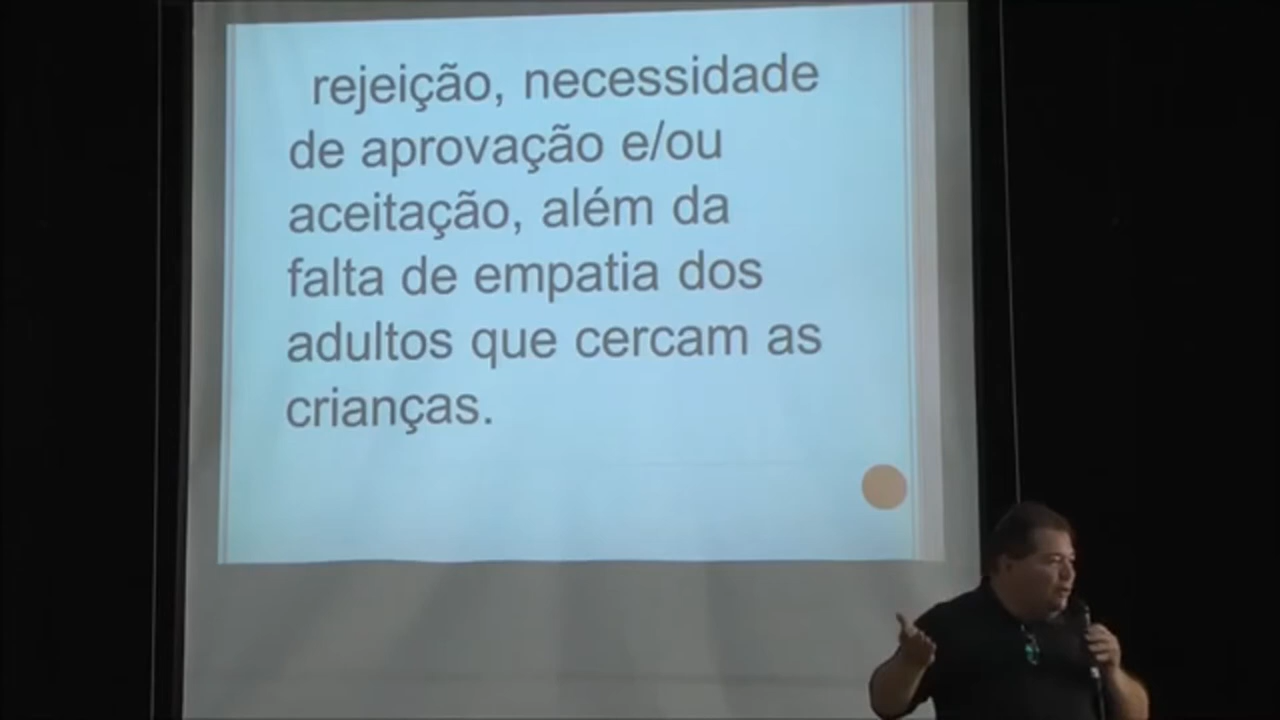 rejeição, necessidade
de aprovação e/ou
aceitação, além da
falta de empatia dos
adultos que cercam as
crianças.